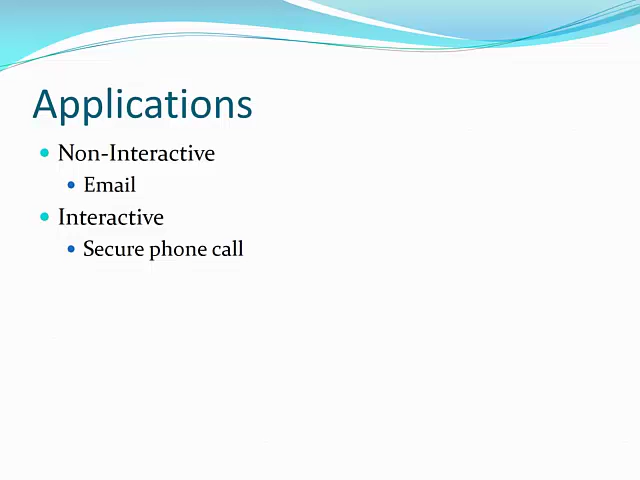 Applications
Non-Interactive
Email
Interactive
Secure phone call